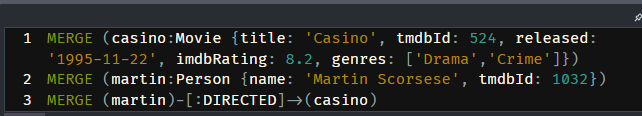 1 MERGE (casino:Movie {title: 'Casino', tmdbId: 524, released:
'1995-11-22', imdbRating: 8.2, genres: ['Drama','Crime']})
2 MERGE (martin:Person {name: 'Martin Scorsese', tmdbId: 1032})
3 MERGE (martin)-[:DIRECTED]->(casino)